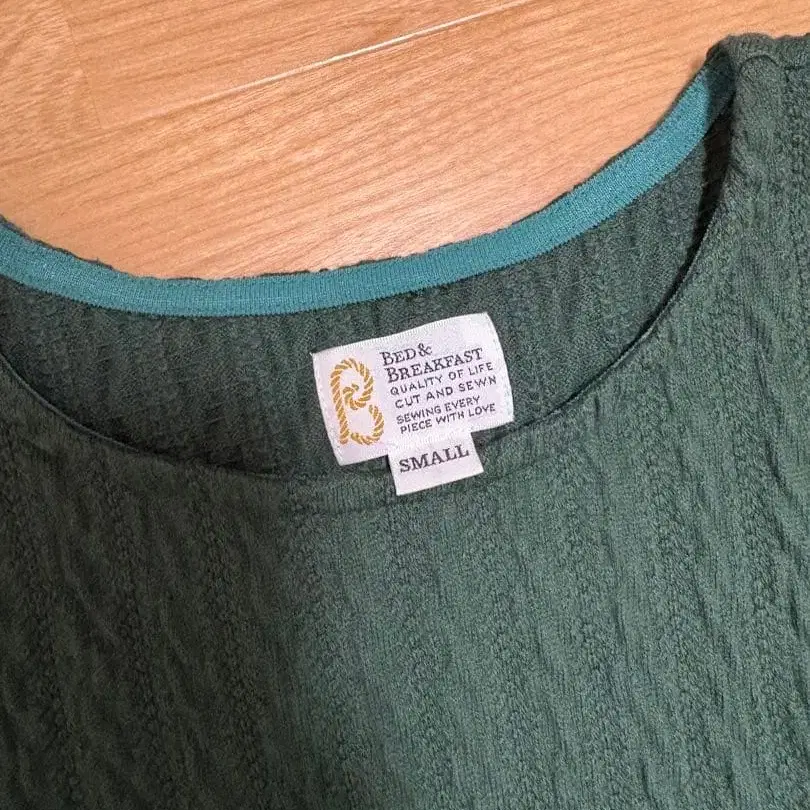 B
BED &
BREAKFAST
QUALITY OF LIFE
CUT AND SEWN
SEWING EVERY
PIECE WITH LOVE
SMALL